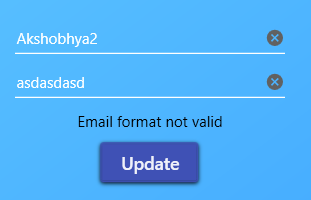 Akshobhya2
asdasdasd
Email format not valid
Update